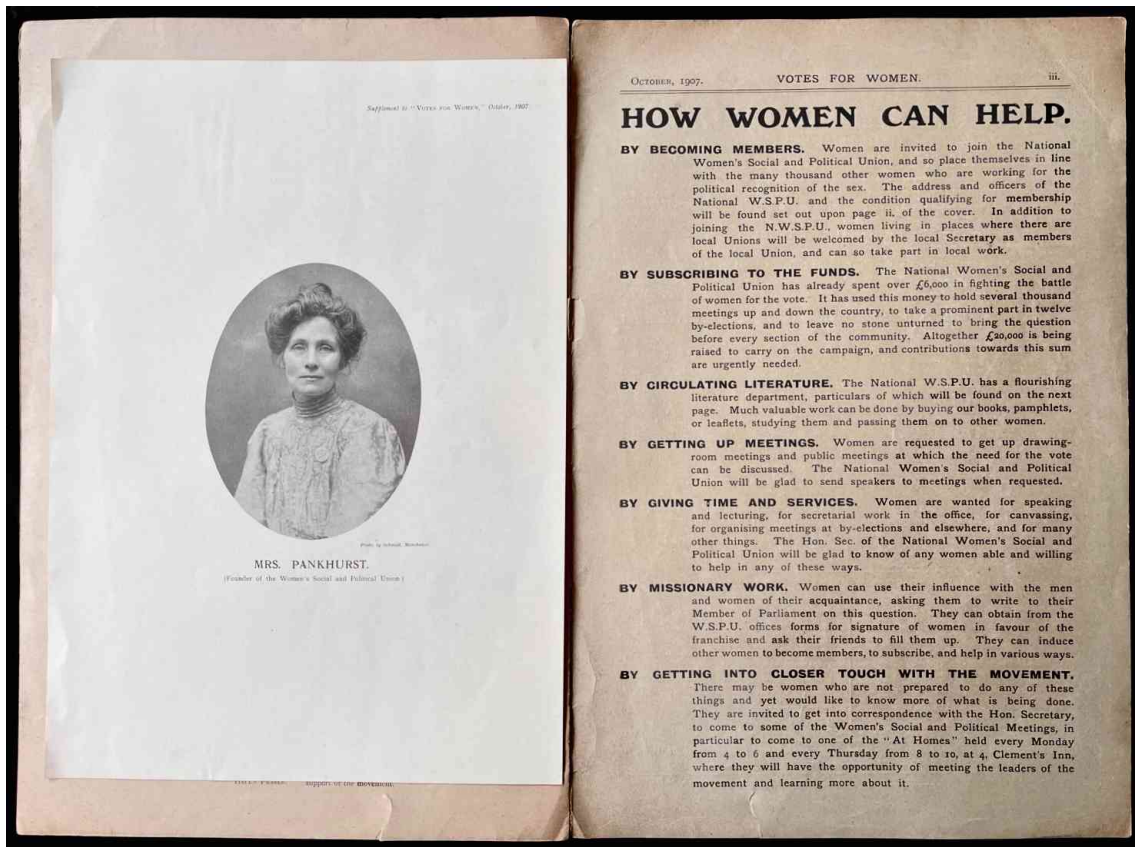 Supplement to "VOTES FOR WOMEN," October, 1907.
Photo by Schmidt, Manchester.
MRS. PANKHURST.
(Founder of the Women's Social and Political Union)
support of the movement.
OCTOBER, 1907.
VOTES FOR WOMEN.
iii.
HOW WOMEN CAN HELP.
BY BECOMING MEMBERS. Women are invited to join the National
Women's Social and Political Union, and so place themselves in line
with the many thousand other women who are working for the
political recognition of the sex. The address and officers of the
National W.S.P.U. and the condition qualifying for membership
will be found set out upon page ii. of the cover. In addition to
joining the N.W.S.P.U., women living in places where there are
local Unions will be welcomed by the local Secretary as members
of the local Union, and can so take part in local work.
BY SUBSCRIBING TO THE FUNDS. The National Women's Social and
Political Union has already spent over £6,000 in fighting the battle
of women for the vote. It has used this money to hold several thousand
meetings up and down the country, to take a prominent part in twelve
by-elections, and to leave no stone unturned to bring the question
before every section of the community. Altogether £20,000 is being
raised to carry on the campaign, and contributions towards this sum
are urgently needed.
BY CIRCULATING LITERATURE. The National W.S.P.U. has a flourishing
literature department, particulars of which will be found on the next
page. Much valuable work can be done by buying our books, pamphlets,
or leaflets, studying them and passing them on to other women.
BY GETTING UP MEETINGS. Women are requested to get up drawing-
room meetings and public meetings at which the need for the vote
can be discussed. The National Women's Social and Political
Union will be glad to send speakers to meetings when requested.
BY GIVING TIME AND SERVICES. Women are wanted for speaking
and lecturing, for secretarial work in the office, for canvassing,
for organising meetings at by-elections and elsewhere, and for many
other things. The Hon. Sec. of the National Women's Social and
Political Union will be glad to know of any women able and willing
to help in any of these ways.
BY MISSIONARY WORK. Women can use their influence with the men
and women of their acquaintance, asking them to write to their
Member of Parliament on this question. They can obtain from the
W.S.P.U. offices forms for signature of women in favour of the
franchise and ask their friends to fill them up. They can induce
other women to become members, to subscribe, and help in various ways.
BY GETTING INTO CLOSER TOUCH WITH THE MOVEMENT.
There may be women who are not prepared to do any of these
things and yet would like to know more of what is being done.
They are invited to get into correspondence with the Hon. Secretary,
to come to some of the Women's Social and Political Meetings, in
particular to come to one of the "At Homes" held every Monday
from 4 to 6 and every Thursday from 8 to 10, at 4, Clement's Inn,
where they will have the opportunity of meeting the leaders of the
movement and learning more about it.